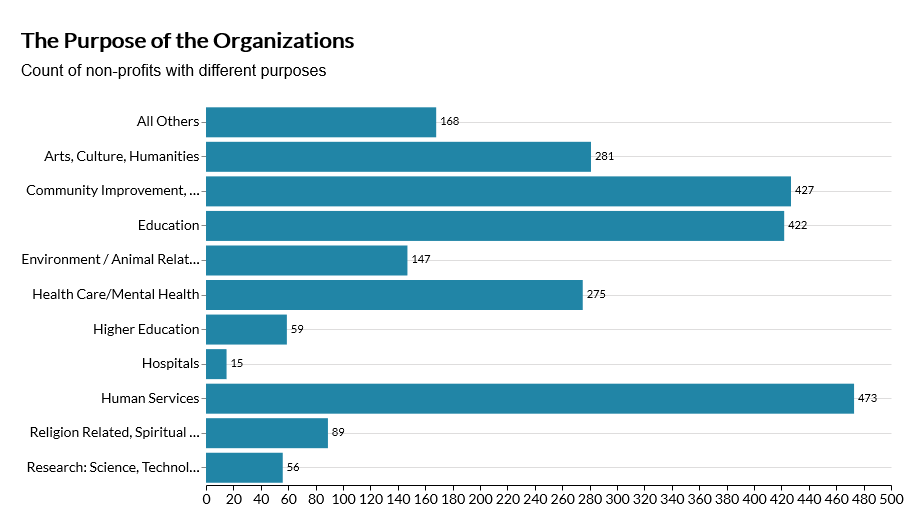 The Purpose of the Organizations
Count of non-profits with different purposes
All Others 168
Arts, Culture, Humanities 281
Community Improvement, ... 427
Education 422
Environment / Animal Relat... 147
Health Care/Mental Health 275
Higher Education 59
Hospitals 15
Human Services 473
Religion Related, Spiritual ... 89
Research: Science, Technol... 56
0 20 40 60 80 100 120 140 160 180 200 220 240 260 280 300 320 340 360 380 400 420 440 460 480 500